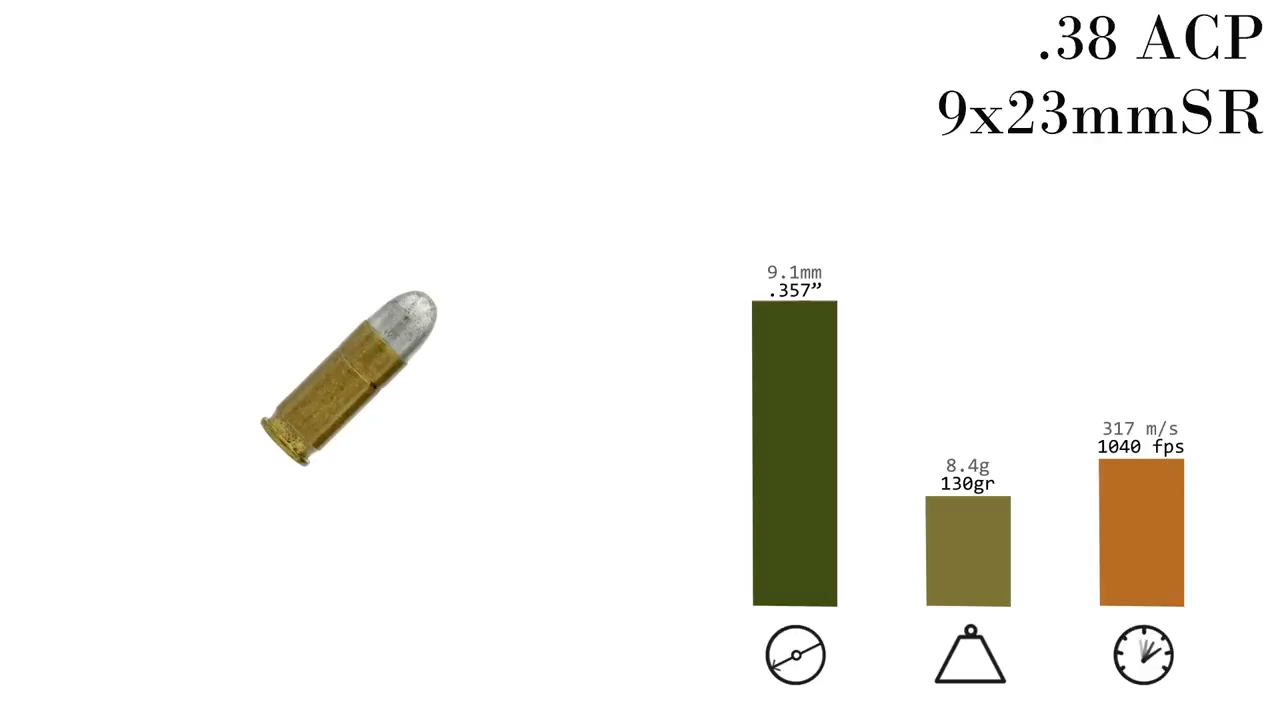 .38 ACP
9x23mmSR
9.1mm
.357”
317 m/s
1040 fps
8.4g
130gr